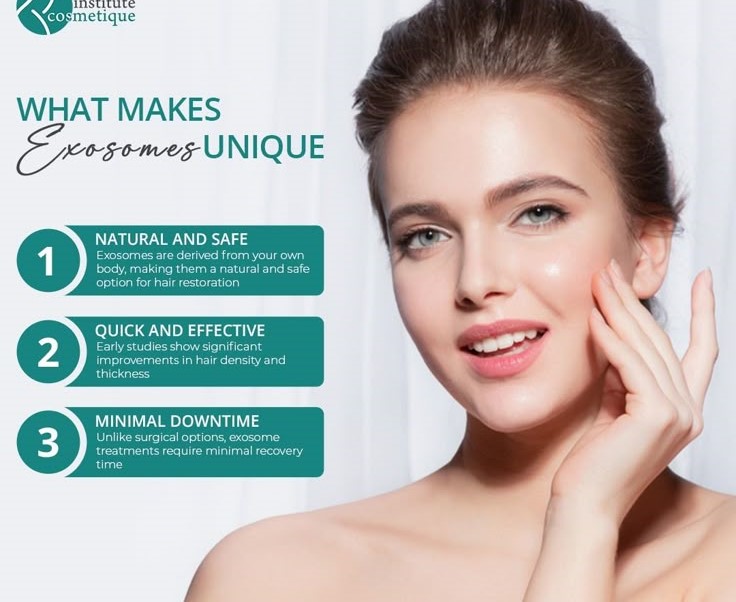 institute
cosmetique
WHAT MAKES
Exosomes UNIQUE
1
NATURAL AND SAFE
Exosomes are derived from your own
body, making them a natural and safe
option for hair restoration
2
QUICK AND EFFECTIVE
Early studies show significant
improvements in hair density and
thickness
3
MINIMAL DOWNTIME
Unlike surgical options, exosome
treatments require minimal recovery
time